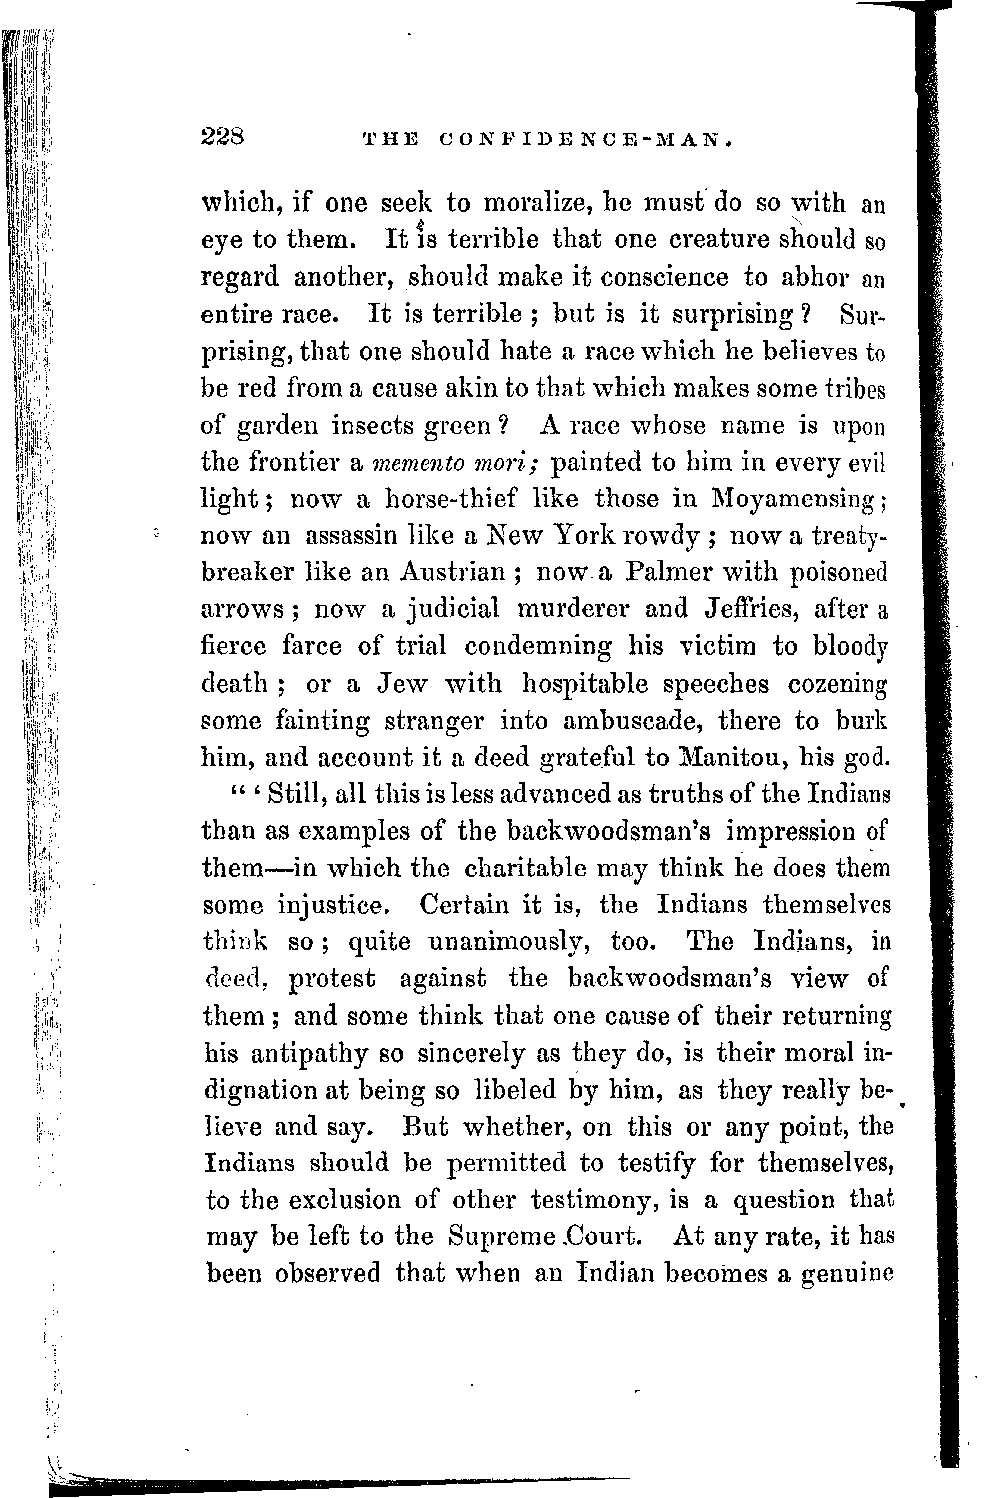 228 THE CONFIDENCE-MAN.
which, if one seek to moralize, he must do so with an
eye to them. It is terrible that one creature should so
regard another, should make it conscience to abhor an
entire race. It is terrible ; but is it surprising ? Sur-
prising, that one should hate a race which he believes to
be red from a cause akin to that which makes some tribes
of garden insects green ? A race whose name is upon
the frontier a memento mori; painted to him in every evil
light ; now a horse-thief like those in Moyamensing ;
now an assassin like a New York rowdy ; now a treaty-
breaker like an Austrian ; now a Palmer with poisoned
arrows ; now a judicial murderer and Jeffries, after a
fierce farce of trial condemning his victim to bloody
death ; or a Jew with hospitable speeches cozening
some fainting stranger into ambuscade, there to burk
him, and account it a deed grateful to Manitou, his god.
" ' Still, all this is less advanced as truths of the Indians
than as examples of the backwoodsman's impression of
them—in which the charitable may think he does them
some injustice. Certain it is, the Indians themselves
think so ; quite unanimously, too. The Indians, in
deed, protest against the backwoodsman's view of
them ; and some think that one cause of their returning
his antipathy so sincerely as they do, is their moral in-
dignation at being so libeled by him, as they really be-
lieve and say. But whether, on this or any point, the
Indians should be permitted to testify for themselves,
to the exclusion of other testimony, is a question that
may be left to the Supreme Court. At any rate, it has
been observed that when an Indian becomes a genuine